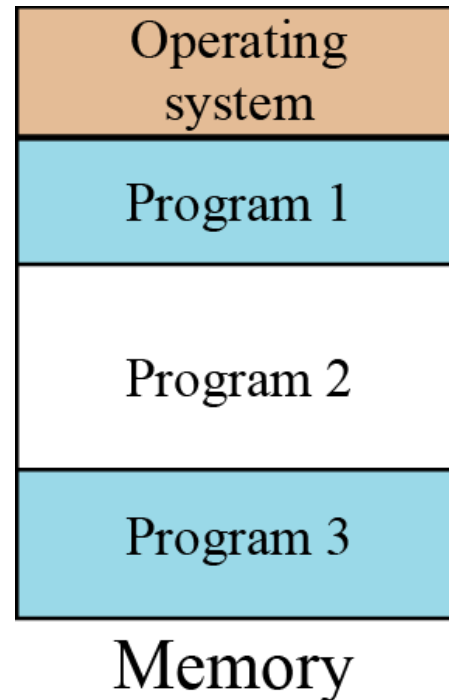 Operating
system
Program 1
Program 2
Program 3
Memory